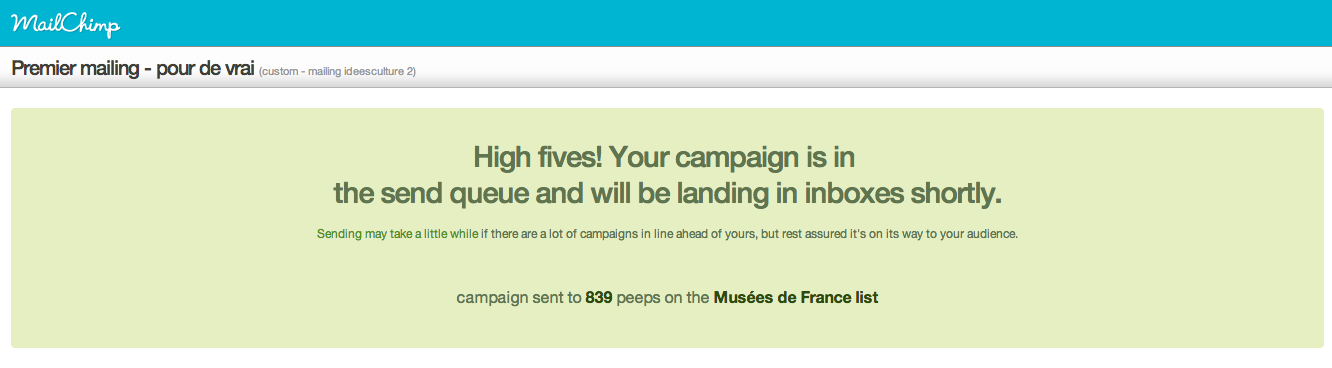 MailChimp
Premier mailing - pour de vrai (custom - mailing ideesculture 2)
High fives! Your campaign is in
the send queue and will be landing in inboxes shortly.
Sending may take a little while if there are a lot of campaigns in line ahead of yours, but rest assured it's on its way to your audience.
campaign sent to 839 peeps on the Musées de France list